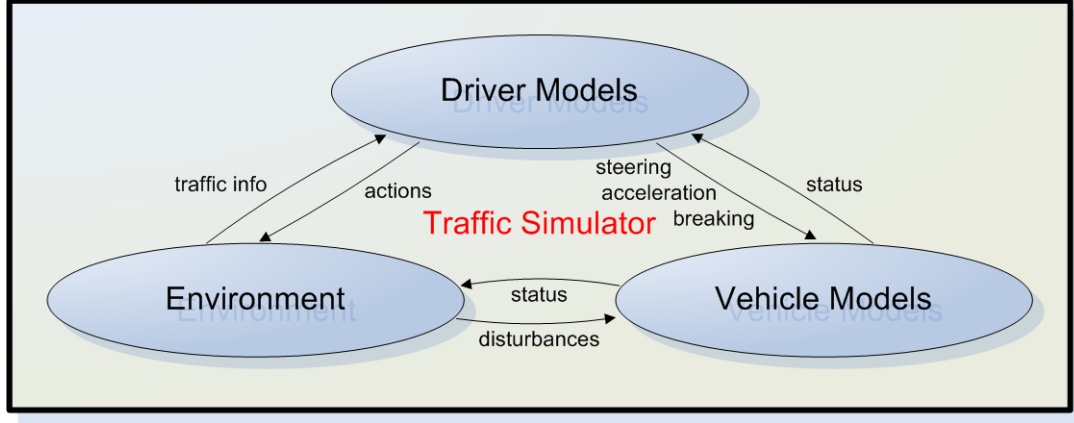 Driver Models
traffic info
actions
steering
acceleration
breaking
status
Traffic Simulator
Environment
status
disturbances
Vehicle Models